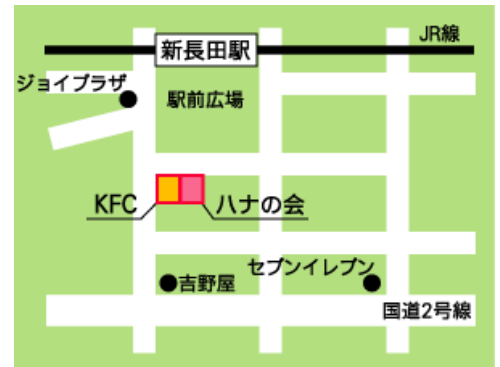 JR線
新長田駅
ジョイプラザ
駅前広場
KFC
ハナの会
セブンイレブン
吉野屋
国道2号線